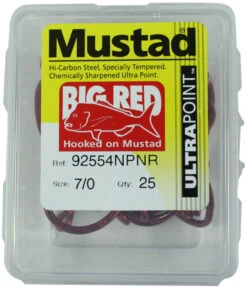 Mustad
Hi-Carbon Steel, Specially Tempered.
Chemically Sharpened Ultra Point.
BIG RED
Hooked on Mustad
Ref: 92554NPNR
Size: 7/0 Qty: 25
ULTRAPOINT™